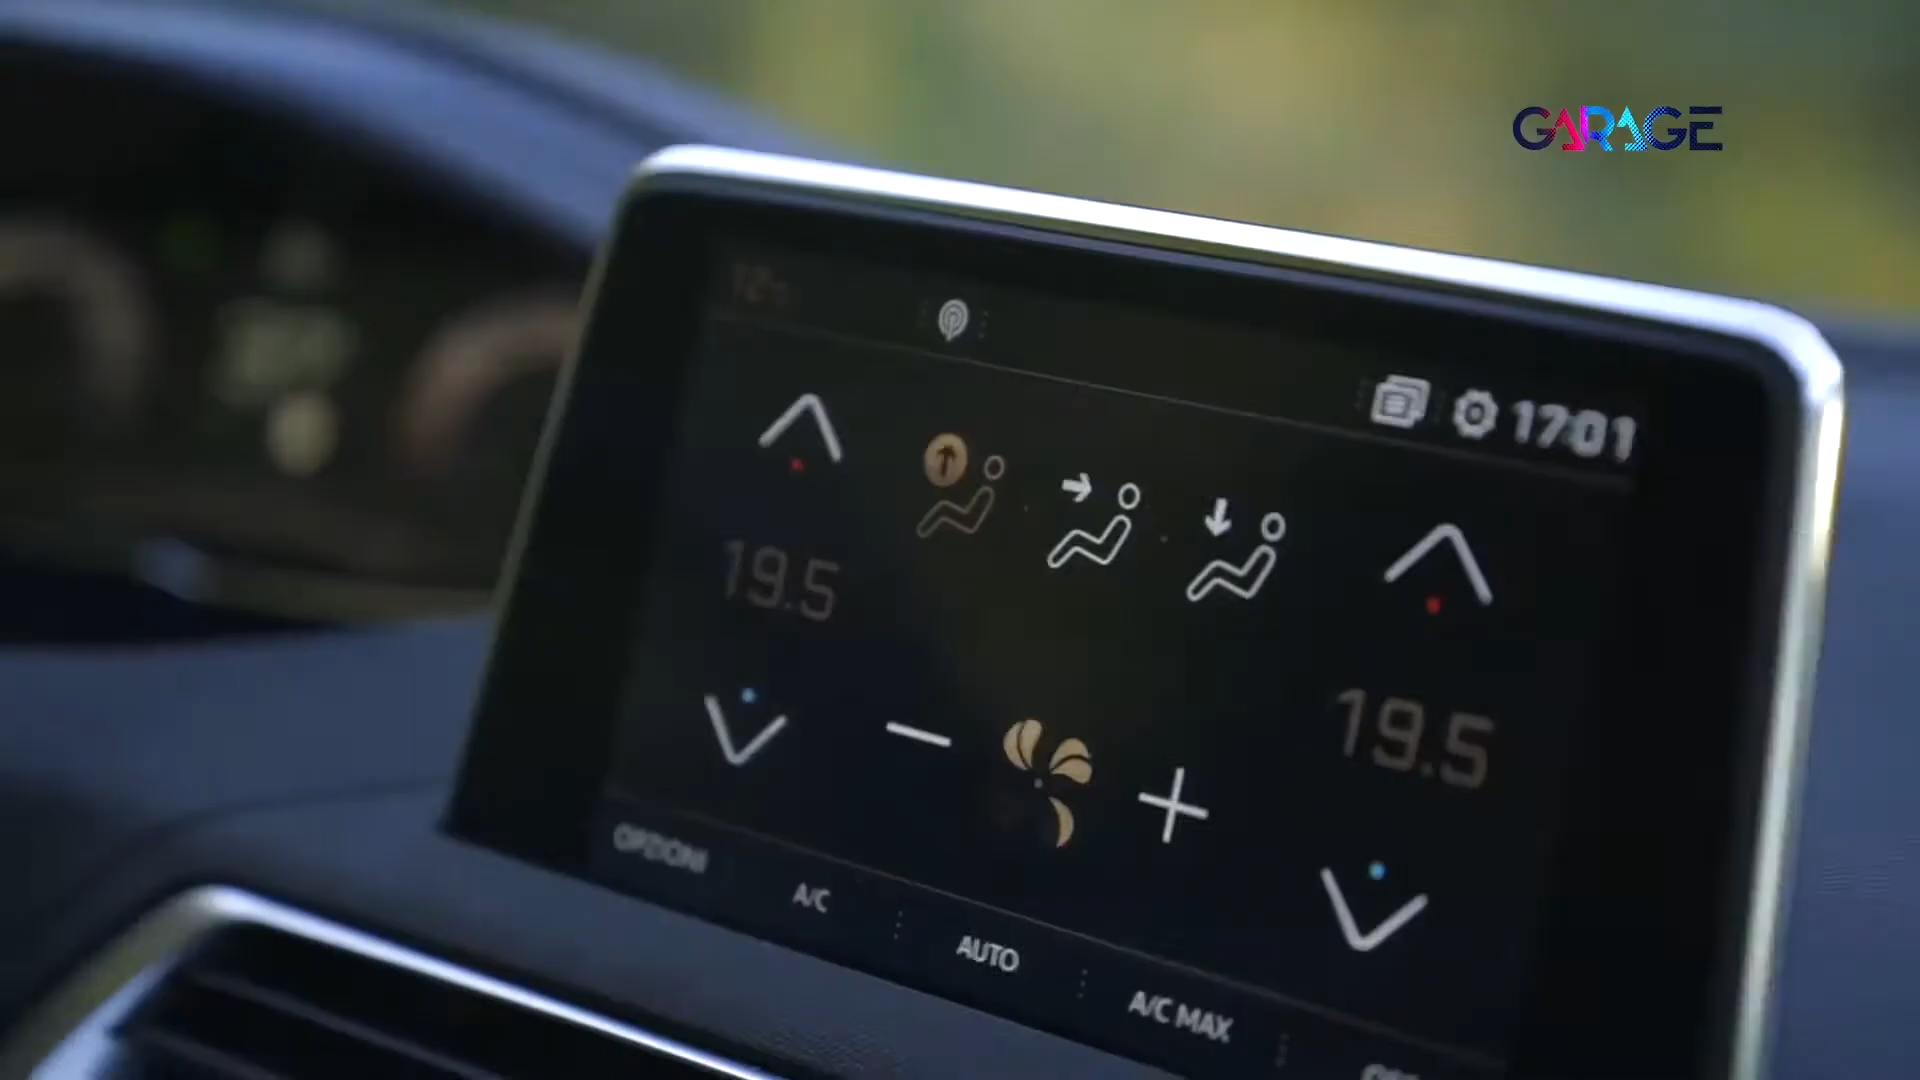 GARAGE
17:01
19.5
19.5
OPZIONI
A/C
AUTO
A/C MAX